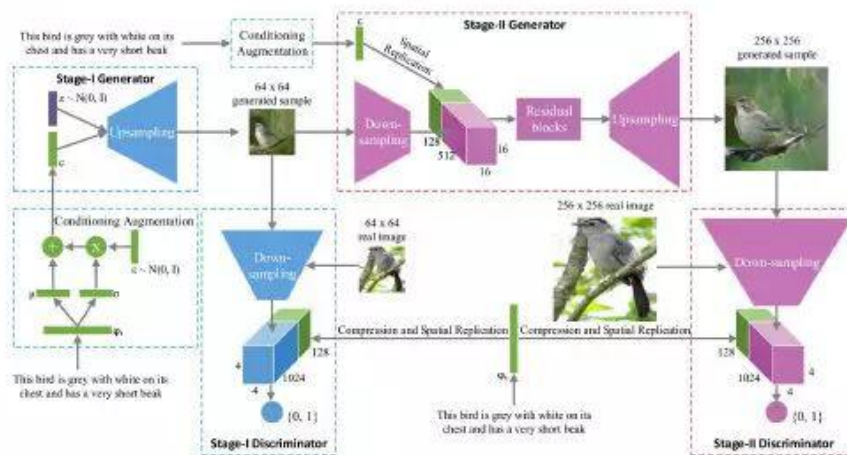 This bird is grey with white on its
chest and has a very short beak
Conditioning
Augmentation
c
Stage-II Generator
Spatial
Replication
256 x 256
generated sample
Stage-I Generator
z ~ N(0, I)
Upsampling
c
64 x 64
generated sample
Down-
sampling
128
512
16
16
Residual
blocks
Upsampling
Conditioning Augmentation
+
x
ε ~ N(0, I)
μ
σ
φt
This bird is grey with white on its
chest and has a very short beak
64 x 64
real image
Down-
sampling
4
4
1024
128
{0, 1}
Stage-I Discriminator
256 x 256 real image
Compression and Spatial Replication
Compression and Spatial Replication
φt
This bird is grey with white on its
chest and has a very short beak
Down-sampling
128
1024
4
4
{0, 1}
Stage-II Discriminator